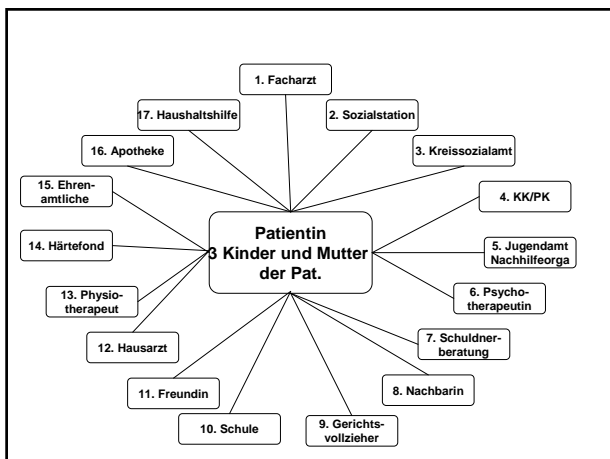 1. Facharzt
2. Sozialstation
3. Kreissozialamt
4. KK/PK
5. Jugendamt
Nachhilfeorga
6. Psycho-
therapeutin
7. Schuldner-
beratung
8. Nachbarin
9. Gerichts-
vollzieher
10. Schule
11. Freundin
12. Hausarzt
13. Physio-
therapeut
14. Härtefond
15. Ehren-
amtliche
16. Apotheke
17. Haushaltshilfe
Patientin
3 Kinder und Mutter
der Pat.